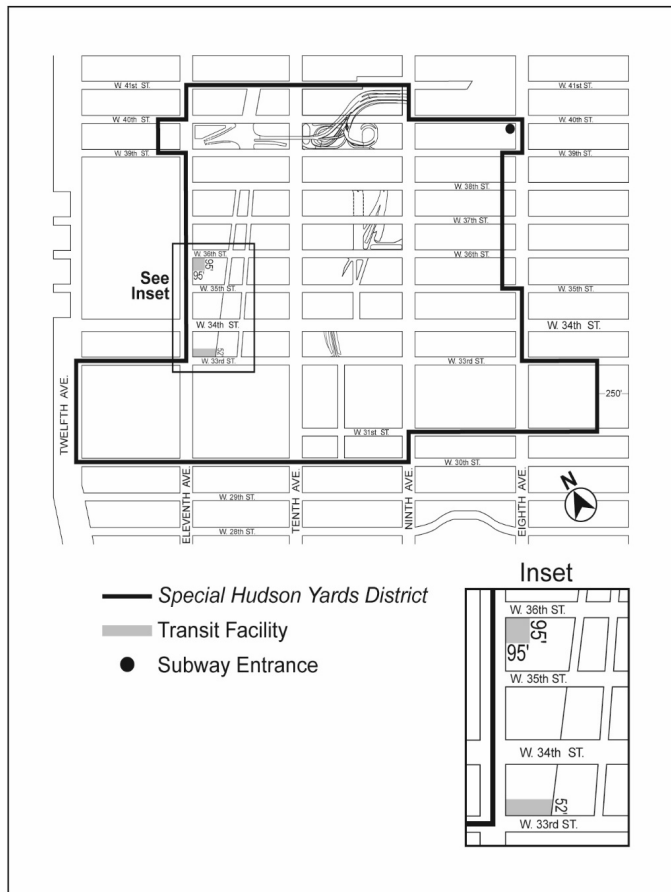 W. 41st ST.
W. 41st ST.
W. 40th ST.
W. 40th ST.
W. 39th ST.
W. 39th ST.
W. 38th ST.
W. 37th ST.
W. 36th ST.
W. 36th ST.
95'
95'
See
Inset
W. 35th ST.
W. 35th ST.
W. 34th ST.
W. 34th ST.
52'
W. 33rd ST.
W. 33rd ST.
250'
TWELFTH AVE.
W. 31st ST.
W. 30th ST.
ELEVENTH AVE
TENTH AVE.
NINTH AVE.
EIGHTH AVE.
N
W. 29th ST.
W. 28th ST.
Special Hudson Yards District
Transit Facility
Subway Entrance
Inset
W. 36th ST.
95'
95'
W. 35th ST.
W. 34th ST.
52'
W. 33rd ST.